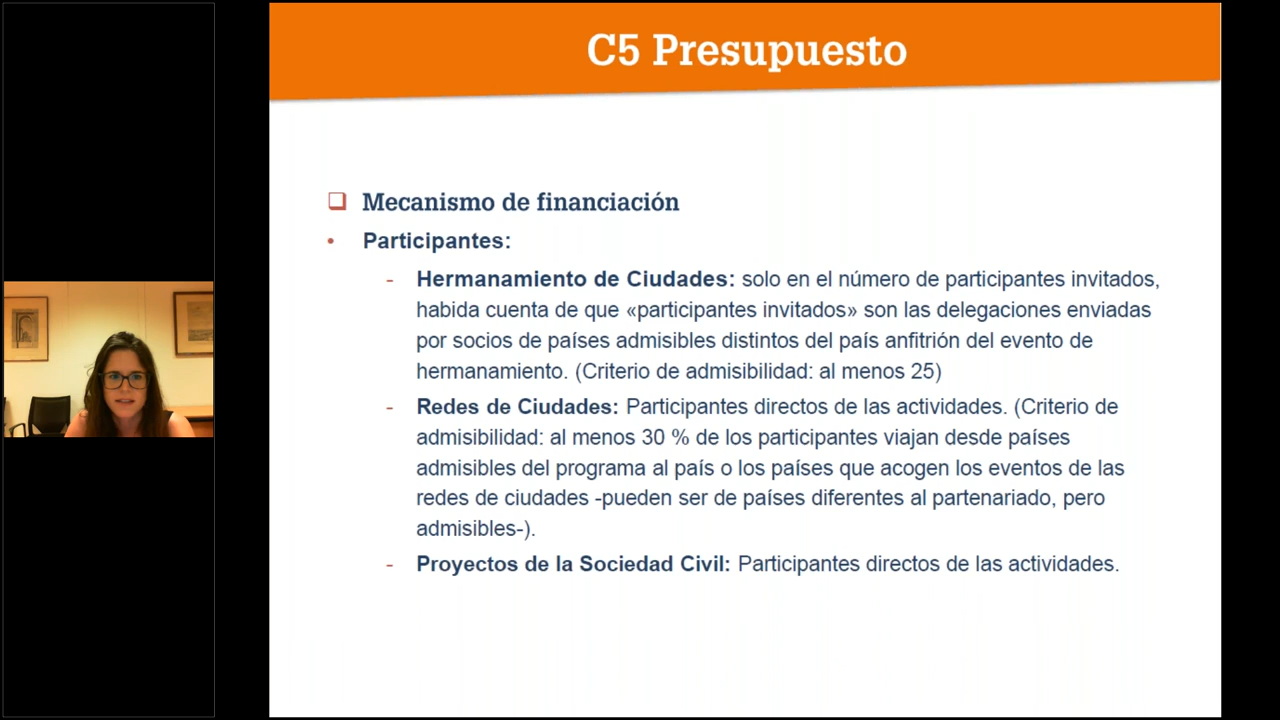 C5 Presupuesto
Mecanismo de financiación
• Participantes:
- Hermanamiento de Ciudades: solo en el número de participantes invitados,
habida cuenta de que «participantes invitados» son las delegaciones enviadas
por socios de países admisibles distintos del país anfitrión del evento de
hermanamiento. (Criterio de admisibilidad: al menos 25)
- Redes de Ciudades: Participantes directos de las actividades. (Criterio de
admisibilidad: al menos 30 % de los participantes viajan desde países
admisibles del programa al país o los países que acogen los eventos de las
redes de ciudades -pueden ser de países diferentes al partenariado, pero
admisibles-).
- Proyectos de la Sociedad Civil: Participantes directos de las actividades.